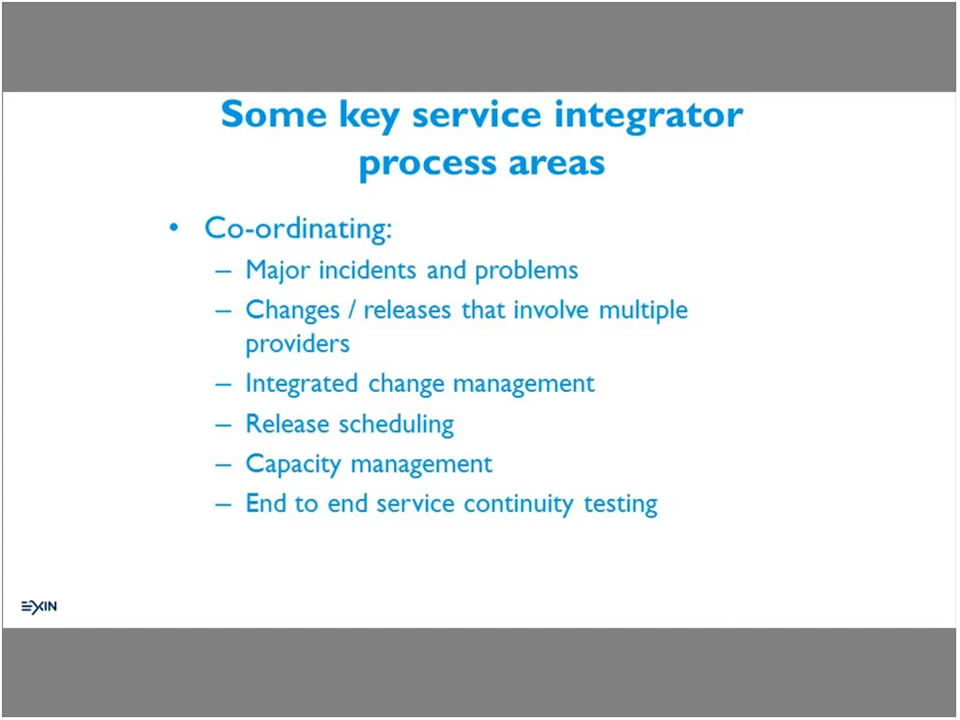 Some key service integrator
process areas
• Co-ordinating:
– Major incidents and problems
– Changes / releases that involve multiple
providers
– Integrated change management
– Release scheduling
– Capacity management
– End to end service continuity testing
EXIN